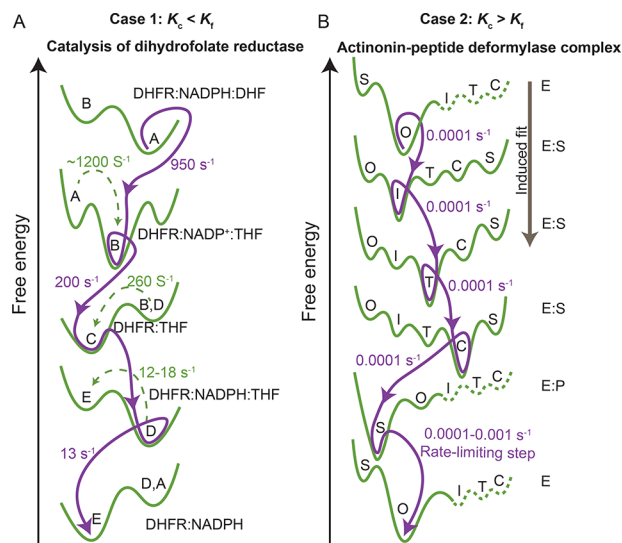 A
Case 1: Kc < Kf
Catalysis of dihydrofolate reductase
Free energy
B
A
DHFR:NADPH:DHF
~1200 S-1
950 s-1
A
B
DHFR:NADP+:THF
200 s-1
260 S-1
B,D
C
DHFR:THF
12-18 s-1
E
DHFR:NADPH:THF
D
13 s-1
D,A
E
DHFR:NADPH
B
Case 2: Kc > Kf
Actinonin-peptide deformylase complex
Free energy
S
O
I T C
E
0.0001 s-1
Induced fit
O I T C S
E:S
0.0001 s-1
O I T C S
E:S
0.0001 s-1
O I T C S
E:S
0.0001 s-1
S O I T C
E:P
0.0001-0.001 s-1
Rate-limiting step
S O I T C
E